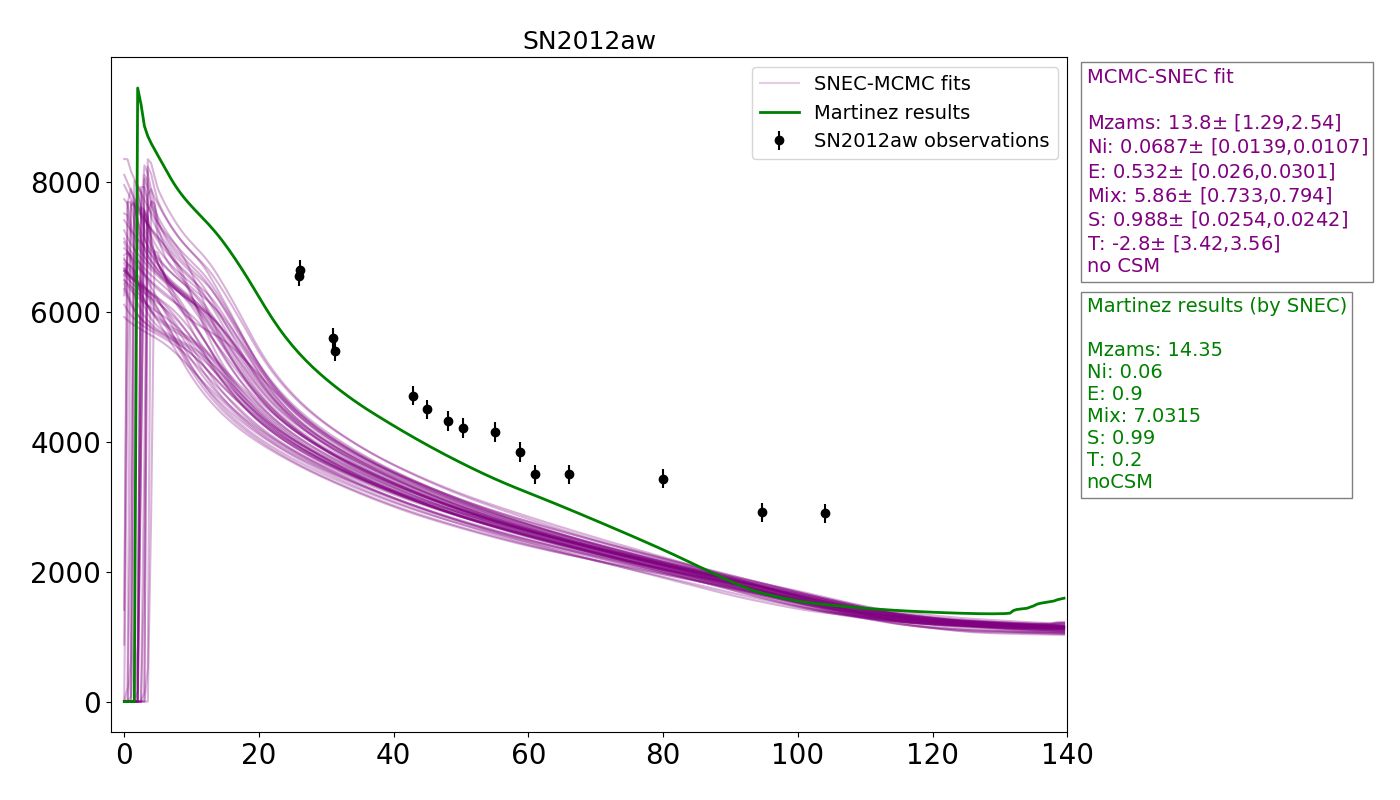 SN2012aw
SNEC-MCMC fits
Martinez results
SN2012aw observations
8000
6000
4000
2000
0
0 20 40 60 80 100 120 140
MCMC-SNEC fit
Mzams: 13.8± [1.29,2.54]
Ni: 0.0687± [0.0139,0.0107]
E: 0.532± [0.026,0.0301]
Mix: 5.86± [0.733,0.794]
S: 0.988± [0.0254,0.0242]
T: -2.8± [3.42,3.56]
no CSM
Martinez results (by SNEC)
Mzams: 14.35
Ni: 0.06
E: 0.9
Mix: 7.0315
S: 0.99
T: 0.2
noCSM